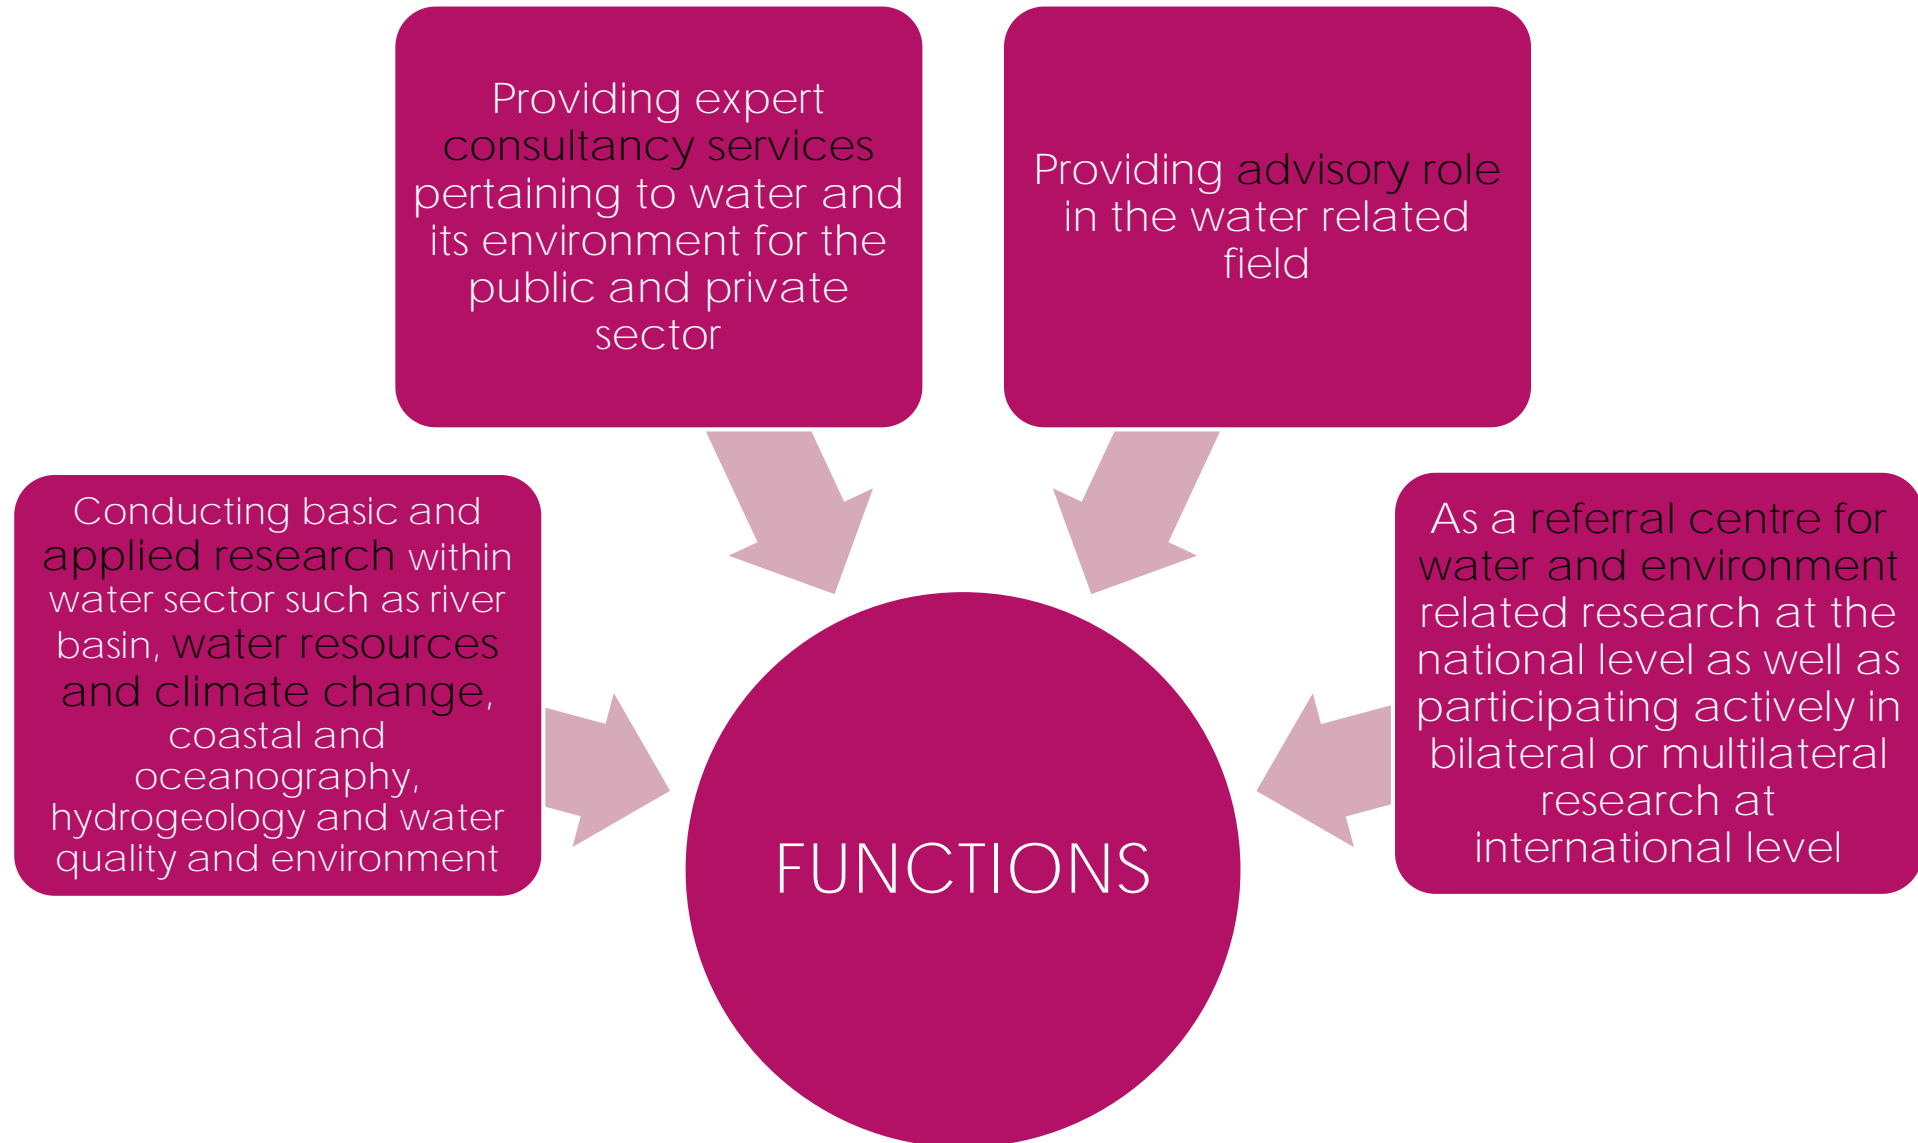 Providing expert
consultancy services
pertaining to water and
its environment for the
public and private
sector
Providing advisory role
in the water related
field
Conducting basic and
applied research within
water sector such as river
basin, water resources
and climate change,
coastal and
oceanography,
hydrogeology and water
quality and environment
As a referral centre for
water and environment
related research at the
national level as well as
participating actively in
bilateral or multilateral
research at
international level
FUNCTIONS